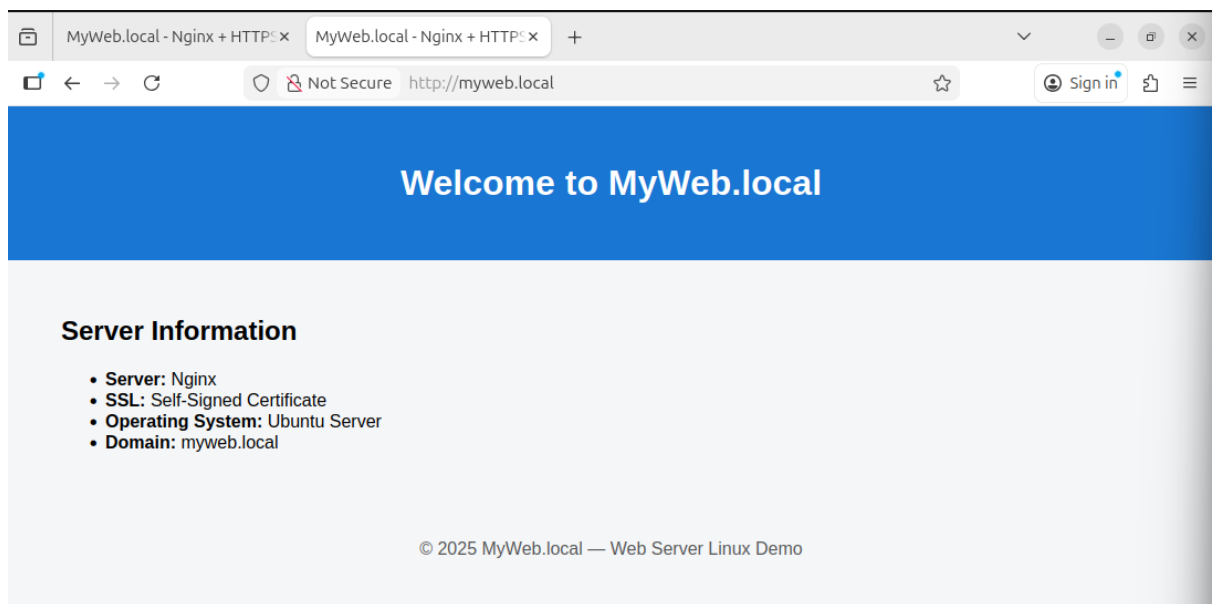 MyWeb.local - Nginx + HTTPS
MyWeb.local - Nginx + HTTPS
Not Secure http://myweb.local
Sign in
Welcome to MyWeb.local
Server Information
• Server: Nginx
• SSL: Self-Signed Certificate
• Operating System: Ubuntu Server
• Domain: myweb.local
© 2025 MyWeb.local — Web Server Linux Demo